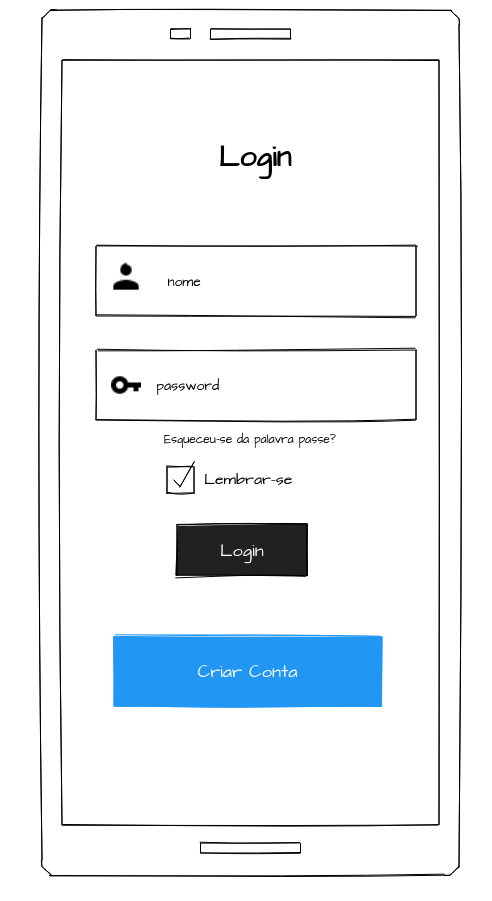 Login
nome
password
Esqueceu-se da palavra passe?
Lembrar-se
Login
Criar Conta